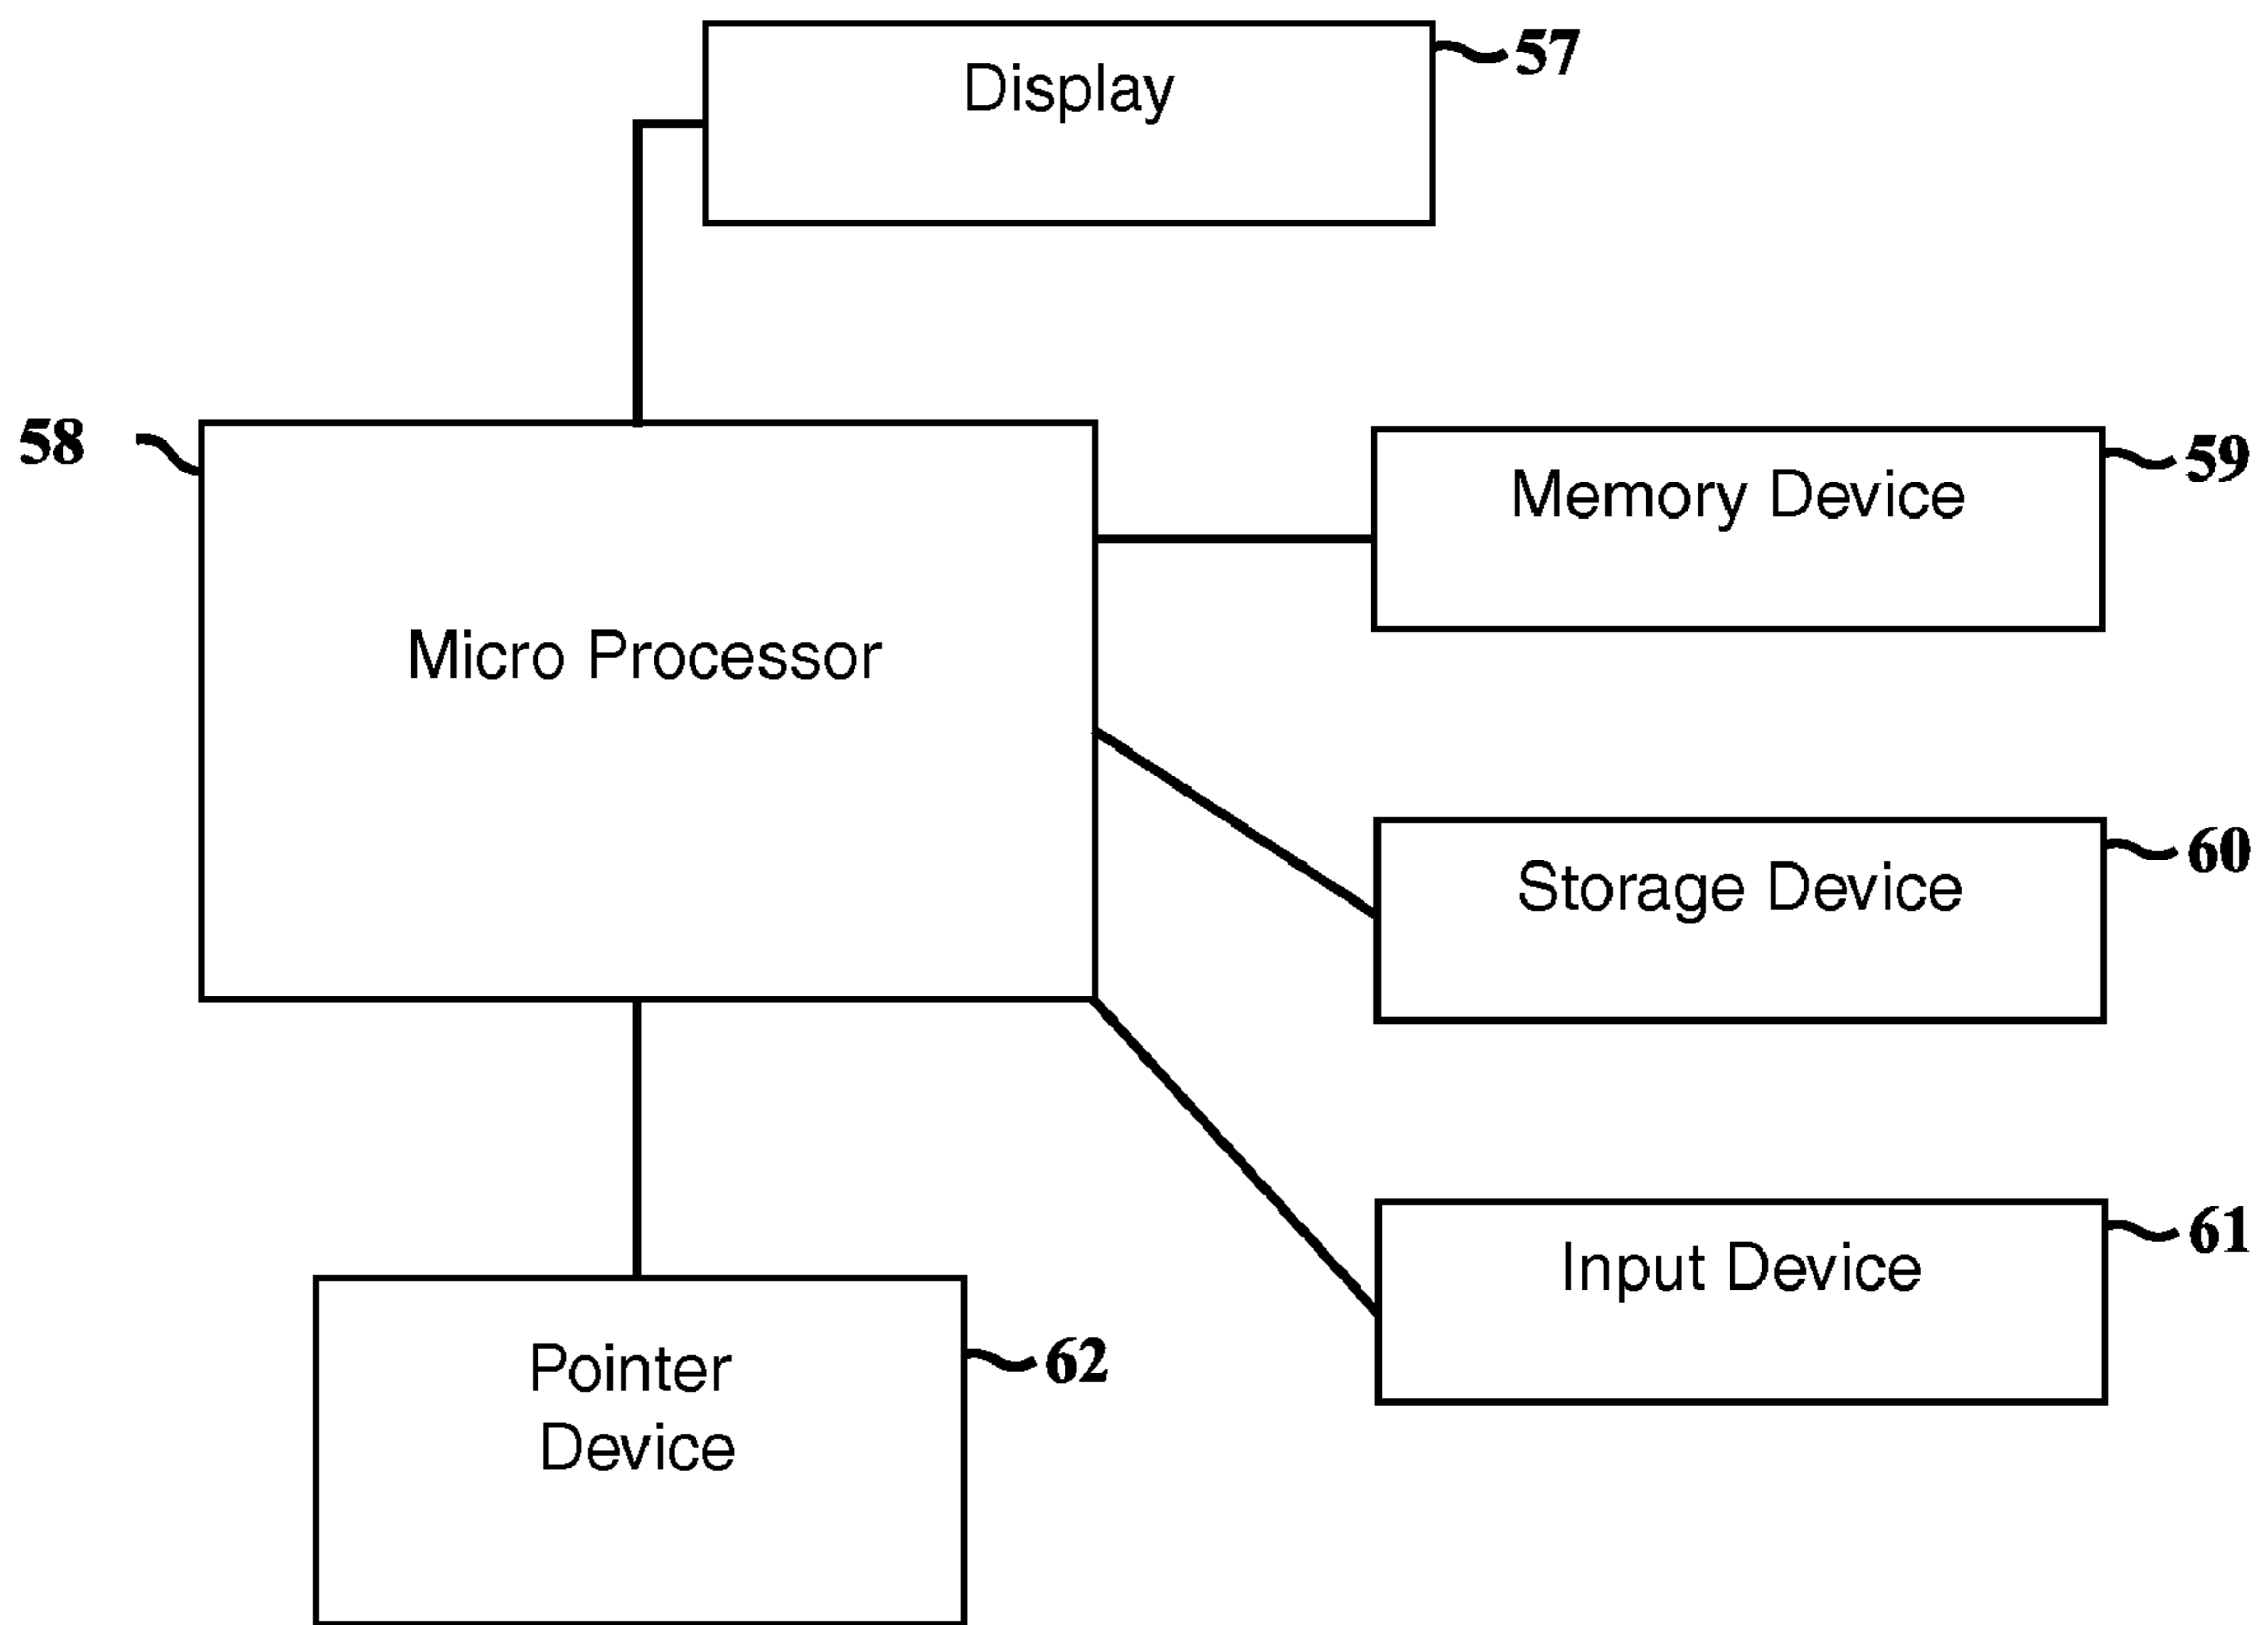 Display
57
58
Micro Processor
Memory Device
59
Storage Device
60
Input Device
61
Pointer
Device
62